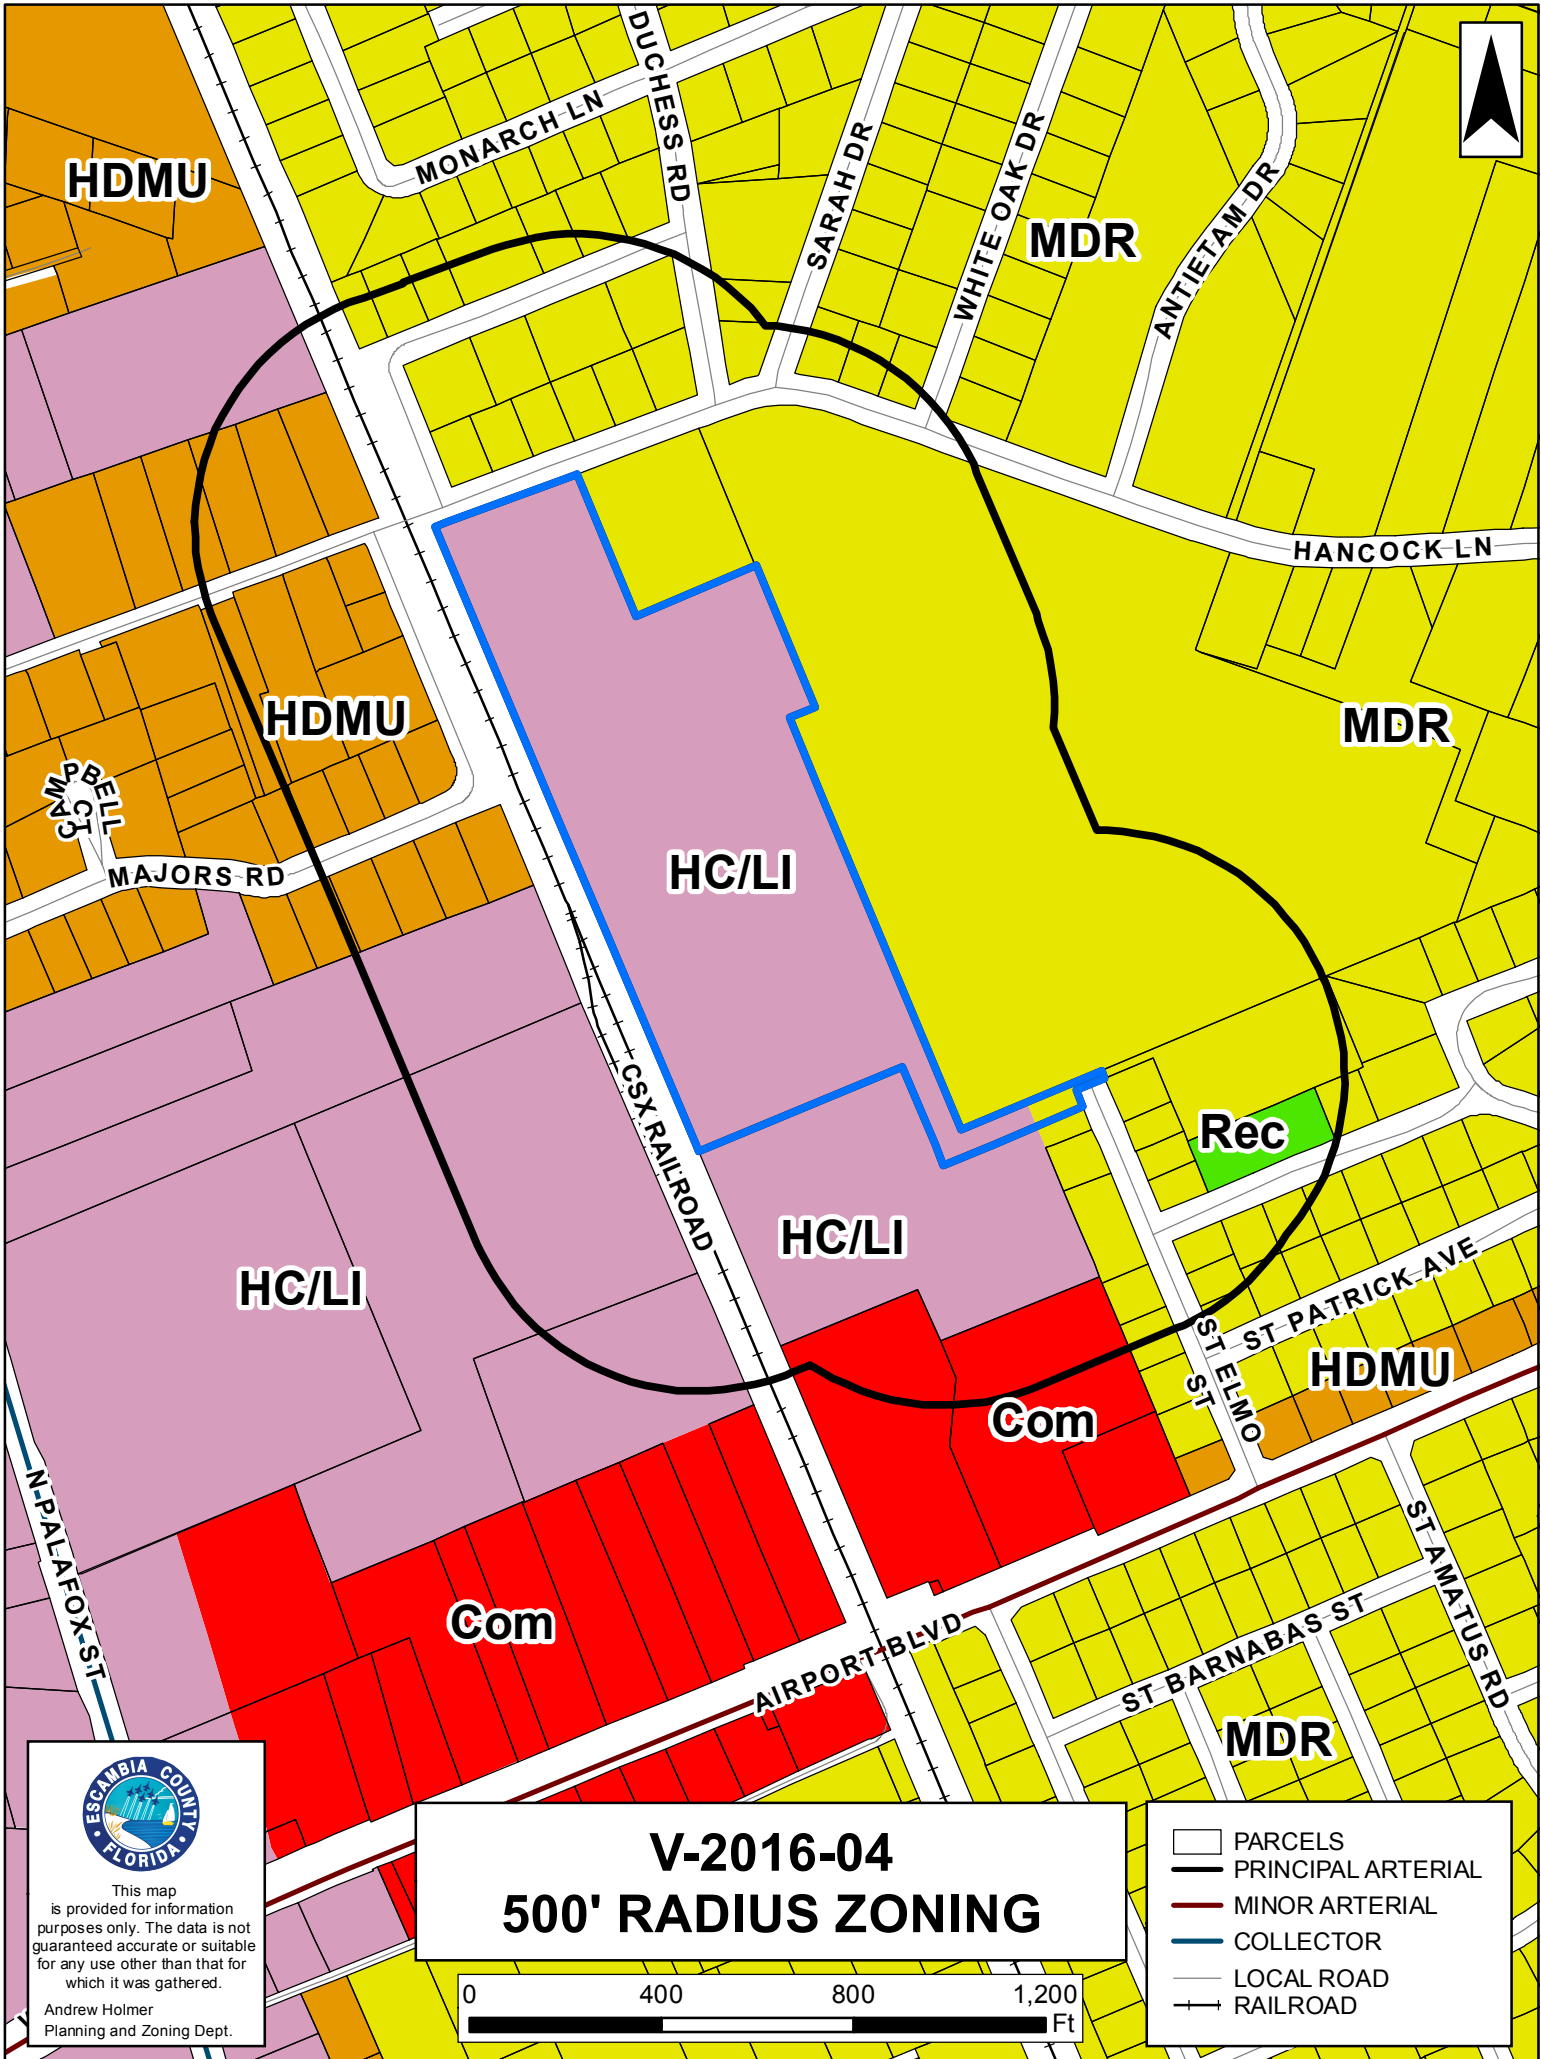 DUCHESS RD
MONARCH LN
HDMU
SARAH DR
WHITE OAK DR
MDR
ANTIETAM DR
HANCOCK LN
HDMU
MDR
CAMPBELL
CT
MAJORS RD
HC/LI
CSX RAILROAD
Rec
HC/LI
HC/LI
ST PATRICK AVE
ST ELMO
ST
HDMU
Com
N PALAFOX ST
ST AMATUS RD
Com
AIRPORT BLVD
ST BARNABAS ST
MDR
ESCAMBIA COUNTY
FLORIDA
This map
is provided for information
purposes only. The data is not
guaranteed accurate or suitable
for any use other than that for
which it was gathered.
Andrew Holmer
Planning and Zoning Dept.
V-2016-04
500' RADIUS ZONING
0 400 800 1,200
Ft
PARCELS
PRINCIPAL ARTERIAL
MINOR ARTERIAL
COLLECTOR
LOCAL ROAD
RAILROAD